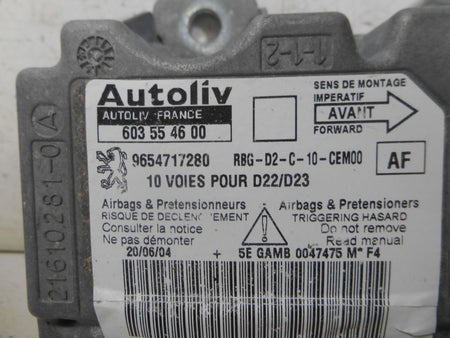 1-1-2
Autoliv
AUTOLIV FRANCE
603 55 46 00
SENS DE MONTAGE
IMPERATIF
AVANT
FORWARD
9654717280 RBG-D2-C-10-CEM00 AF
10 VOIES POUR D22/D23
Airbags & Pretensionneurs
RISQUE DE DECLENCHEMENT
Consulter la notice
Ne pas démonter
Airbags & Pretensioners
TRIGGERING HASARD
Do not remove
Read manual
20/06/04 + 5E GAMB 0047475 M* F4
21610281-0 A